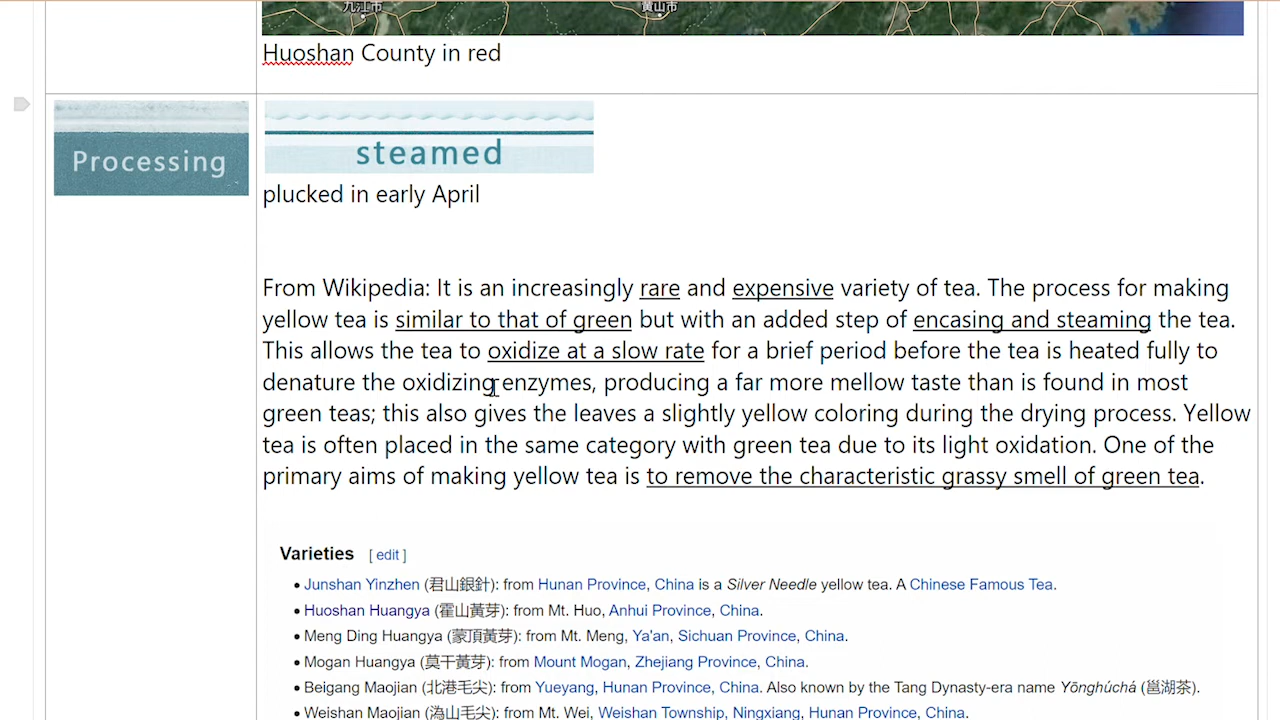 九江市 黄山市
Huoshan County in red
Processing
steamed
plucked in early April
From Wikipedia: It is an increasingly rare and expensive variety of tea. The process for making
yellow tea is similar to that of green but with an added step of encasing and steaming the tea.
This allows the tea to oxidize at a slow rate for a brief period before the tea is heated fully to
denature the oxidizing enzymes, producing a far more mellow taste than is found in most
green teas; this also gives the leaves a slightly yellow coloring during the drying process. Yellow
tea is often placed in the same category with green tea due to its light oxidation. One of the
primary aims of making yellow tea is to remove the characteristic grassy smell of green tea.
Varieties [ edit ]
• Junshan Yinzhen (君山銀針): from Hunan Province, China is a Silver Needle yellow tea. A Chinese Famous Tea.
• Huoshan Huangya (霍山黃芽): from Mt. Huo, Anhui Province, China.
• Meng Ding Huangya (蒙頂黃芽): from Mt. Meng, Ya'an, Sichuan Province, China.
• Mogan Huangya (莫干黃芽): from Mount Mogan, Zhejiang Province, China.
• Beigang Maojian (北港毛尖): from Yueyang, Hunan Province, China. Also known by the Tang Dynasty-era name Yōnghúchá (邕湖茶).
• Weishan Maojian (溈山毛尖): from Mt. Wei, Weishan Township, Ningxiang, Hunan Province, China.